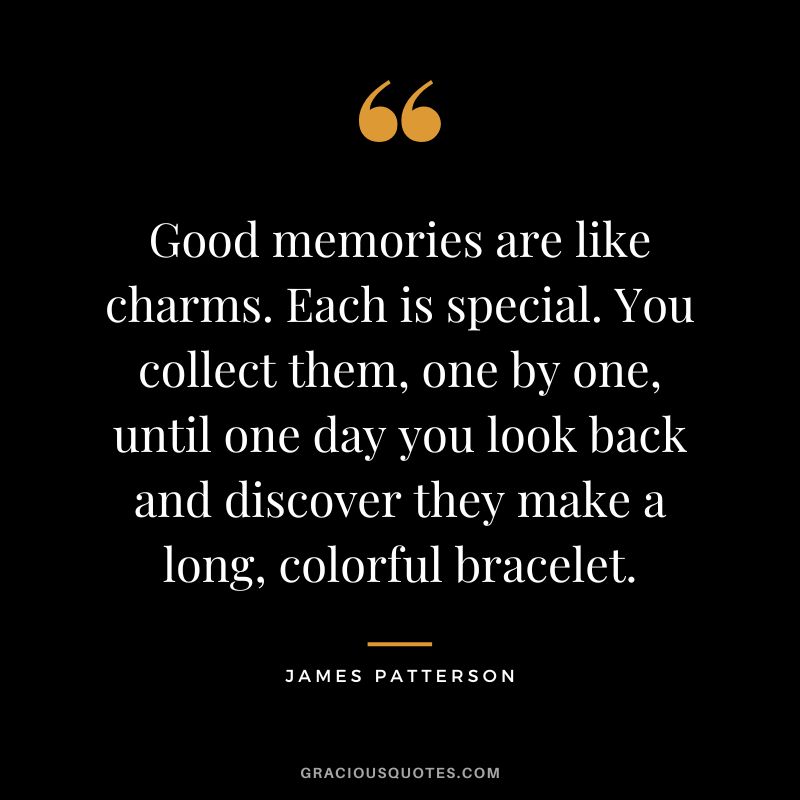 “
Good memories are like
charms. Each is special. You
collect them, one by one,
until one day you look back
and discover they make a
long, colorful bracelet.
JAMES PATTERSON
GRACIOUSQUOTES.COM